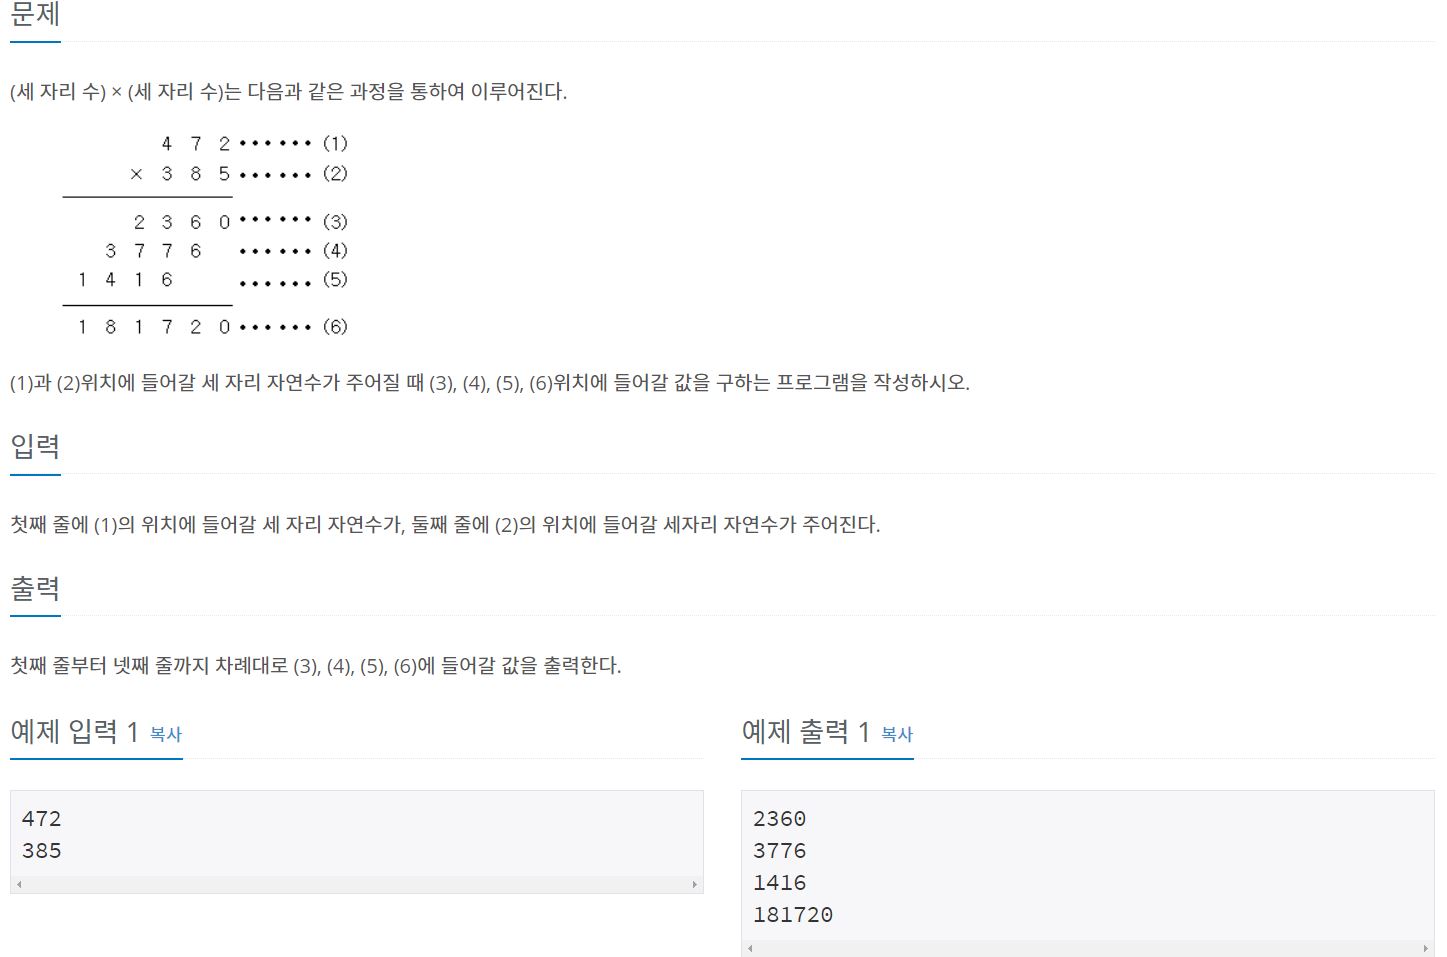 문제
(세 자리 수) × (세 자리 수)는 다음과 같은 과정을 통하여 이루어진다.
4 7 2 •••••• (1)
× 3 8 5 •••••• (2)
2 3 6 0 •••••• (3)
3 7 7 6 •••••• (4)
1 4 1 6 •••••• (5)
1 8 1 7 2 0 •••••• (6)
(1)과 (2)위치에 들어갈 세 자리 자연수가 주어질 때 (3), (4), (5), (6)위치에 들어갈 값을 구하는 프로그램을 작성하시오.
입력
첫째 줄에 (1)의 위치에 들어갈 세 자리 자연수가, 둘째 줄에 (2)의 위치에 들어갈 세자리 자연수가 주어진다.
출력
첫째 줄부터 넷째 줄까지 차례대로 (3), (4), (5), (6)에 들어갈 값을 출력한다.
예제 입력 1 복사
472
385
예제 출력 1 복사
2360
3776
1416
181720